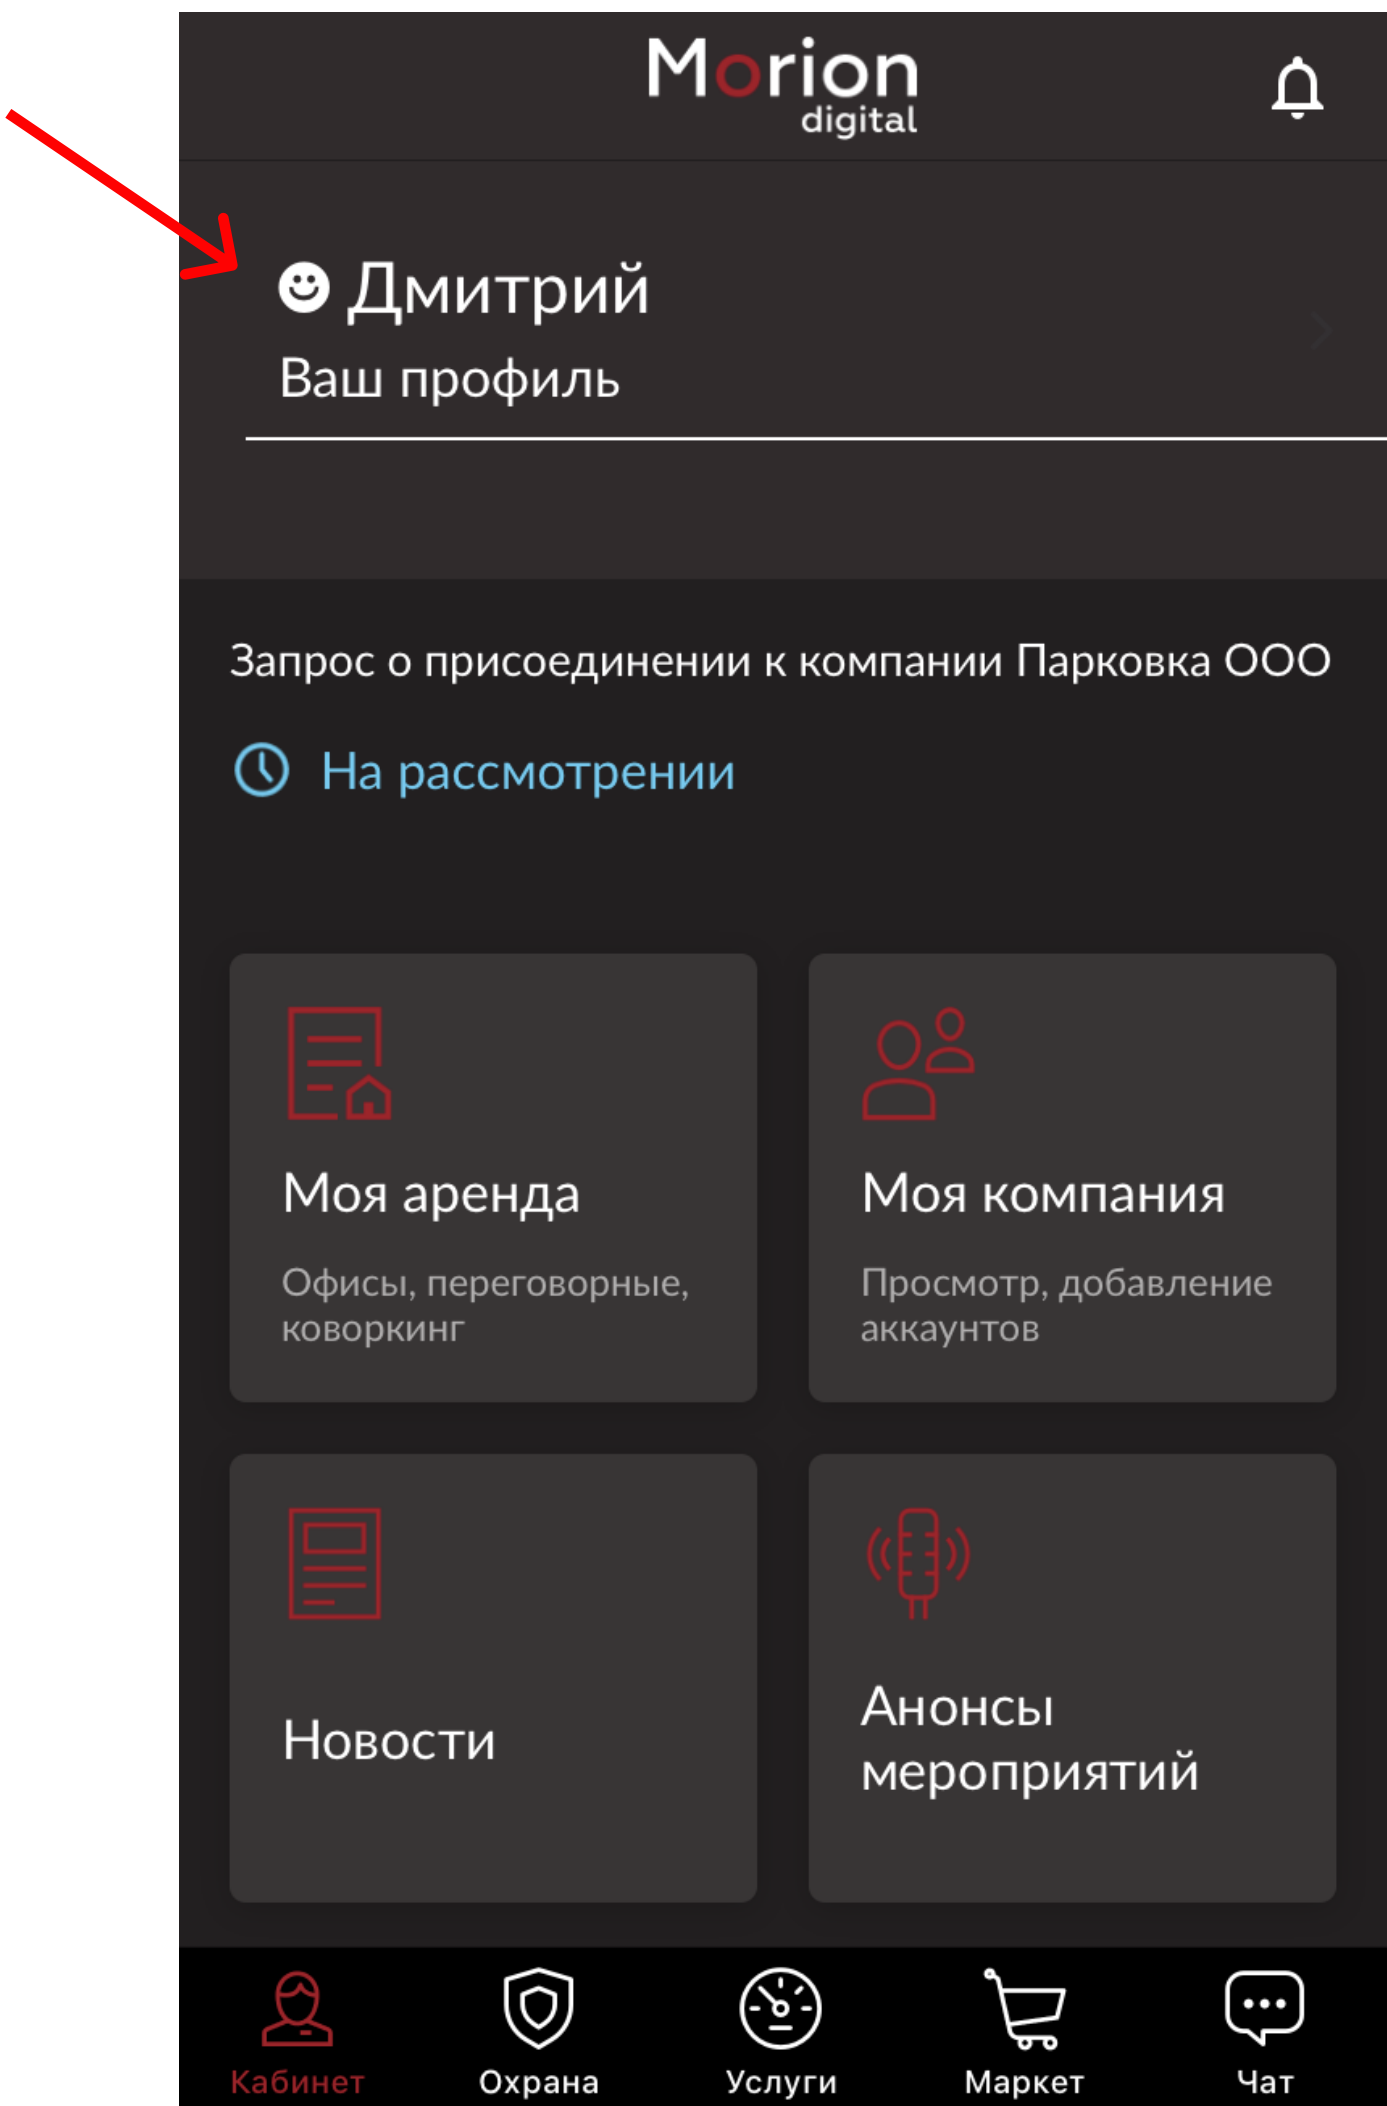 Morion
digital
Дмитрий
Ваш профиль
Запрос о присоединении к компании Парковка ООО
На рассмотрении
Моя аренда
Офисы, переговорные,
коворкинг
Моя компания
Просмотр, добавление
аккаунтов
Новости
Анонсы
мероприятий
Кабинет
Охрана
Услуги
Маркет
Чат